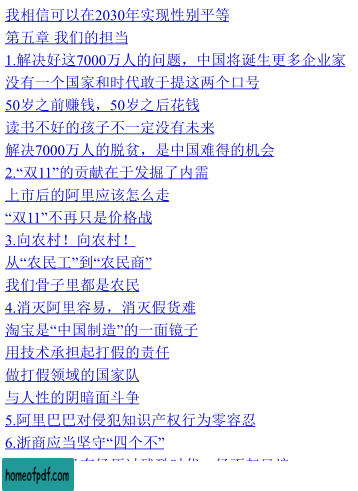 我相信可以在2030年实现性别平等
第五章 我们的担当
1.解决好这7000万人的问题，中国将诞生更多企业家
没有一个国家和时代敢于提这两个口号
50岁之前赚钱，50岁之后花钱
读书不好的孩子不一定没有未来
解决7000万人的脱贫，是中国难得的机会
2.“双11”的贡献在于发掘了内需
上市后的阿里应该怎么走
“双11”不再只是价格战
3.向农村！向农村！
从“农民工”到“农民商”
我们骨子里都是农民
4.消灭阿里容易，消灭假货难
淘宝是“中国制造”的一面镜子
用技术承担起打假的责任
做打假领域的国家队
与人性的阴暗面斗争
5.阿里巴巴对侵犯知识产权行为零容忍
6.浙商应当坚守“四个不”
homeofpdf.com